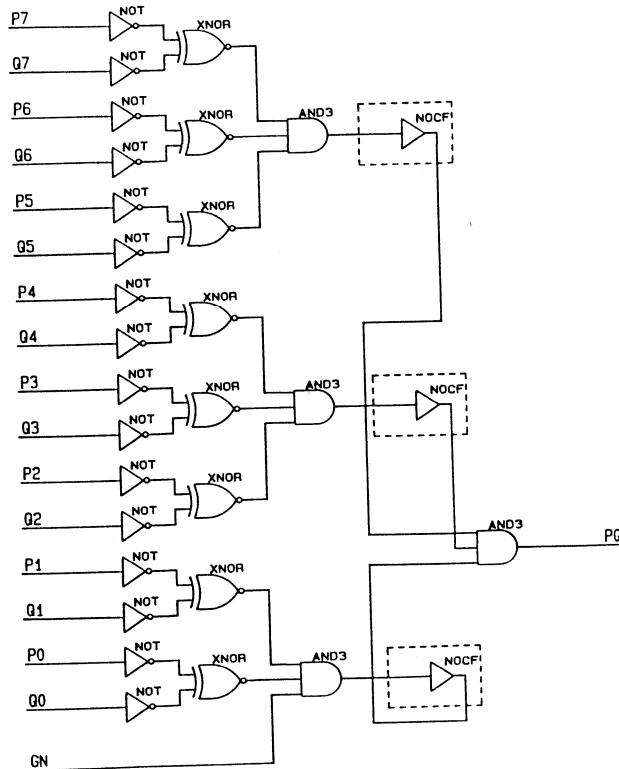 P7 NOT XNOR
Q7 NOT
P6 NOT XNOR AND3 NOCF
Q6 NOT
P5 NOT XNOR
Q5 NOT
P4 NOT XNOR
Q4 NOT
P3 NOT XNOR AND3 NOCF
Q3 NOT
P2 NOT XNOR
Q2 NOT
AND3
P1 NOT XNOR PQ
Q1 NOT
P0 NOT XNOR AND3 NOCF
Q0 NOT
GN